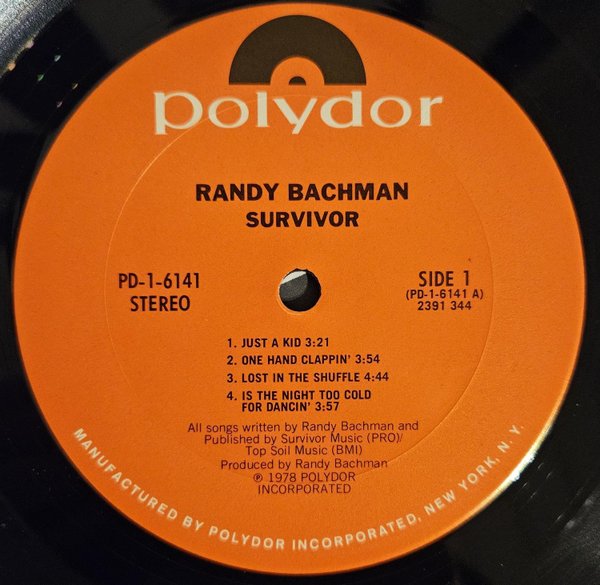 polydor
RANDY BACHMAN
SURVIVOR
PD-1-6141
STEREO
SIDE 1
(PD-1-6141 A)
2391 344
1. JUST A KID 3:21
2. ONE HAND CLAPPIN' 3:54
3. LOST IN THE SHUFFLE 4:44
4. IS THE NIGHT TOO COLD
FOR DANCIN' 3:57
All songs written by Randy Bachman and
Published by Survivor Music (PRO)/
Top Soil Music (BMI)
Produced by Randy Bachman
℗ 1978 POLYDOR
INCORPORATED
MANUFACTURED BY POLYDOR INCORPORATED, NEW YORK, N. Y.